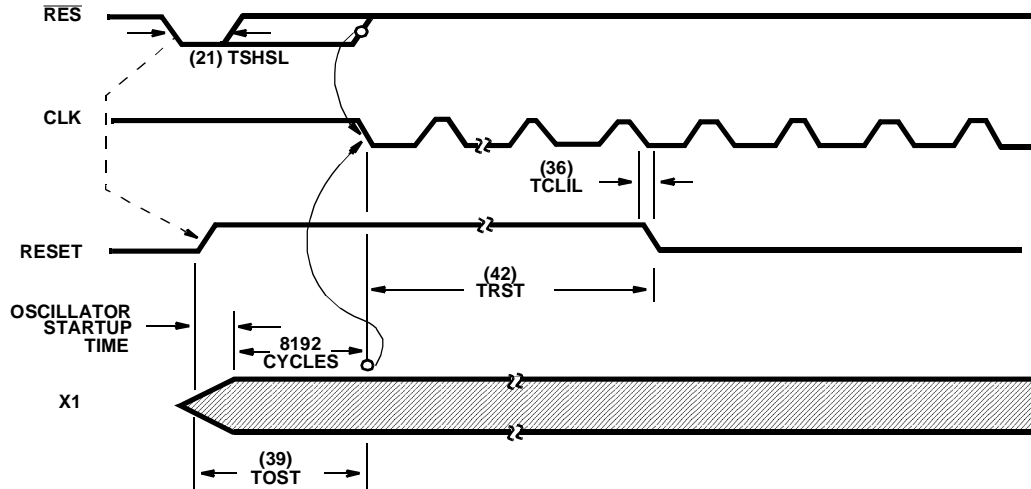 RES
(21) TSHSL
CLK
(36)
TCLIL
RESET
(42)
TRST
OSCILLATOR
STARTUP
TIME
8192
CYCLES
X1
(39)
TOST